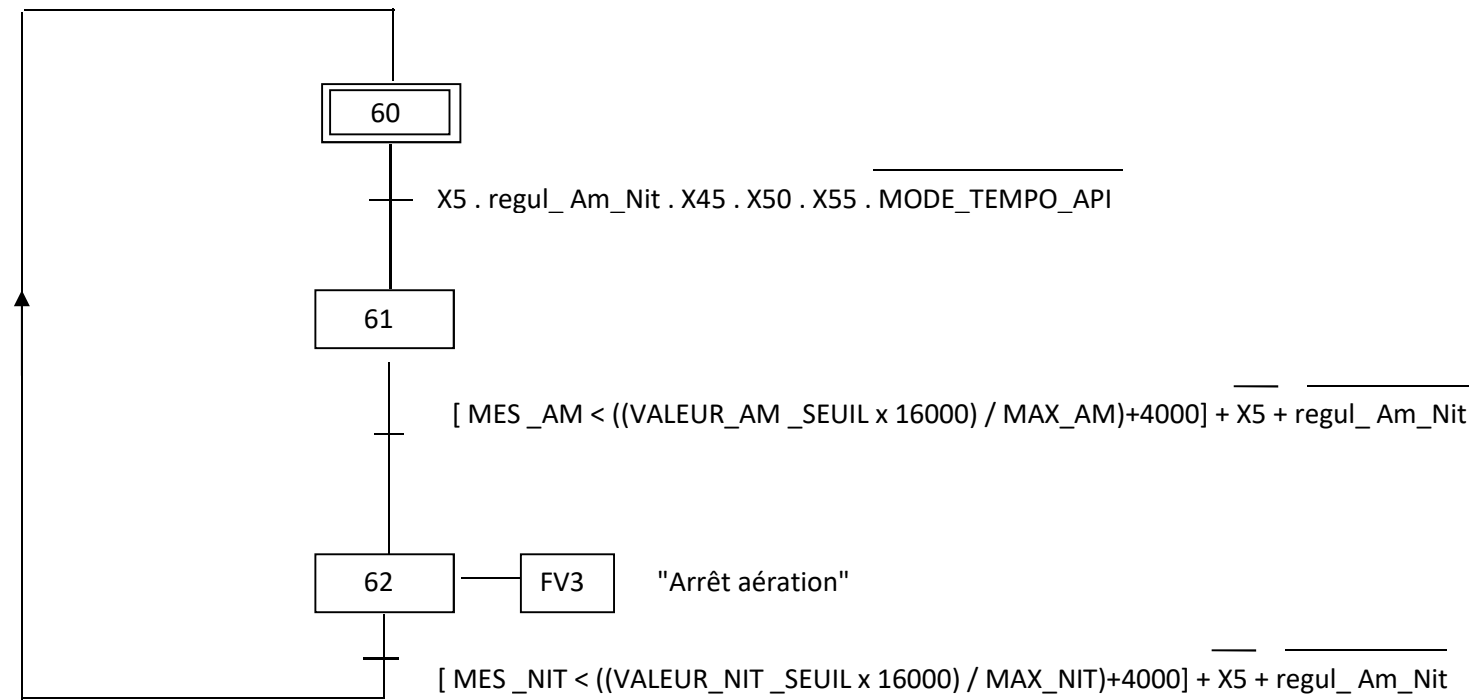 60
X5 . regul_ Am_Nit . X45 . X50 . X55 . MODE_TEMPO_API
61
[ MES _AM < ((VALEUR_AM _SEUIL x 16000) / MAX_AM)+4000] + X5 + regul_ Am_Nit
62 FV3 "Arrêt aération"
[ MES _NIT < ((VALEUR_NIT _SEUIL x 16000) / MAX_NIT)+4000] + X5 + regul_ Am_Nit